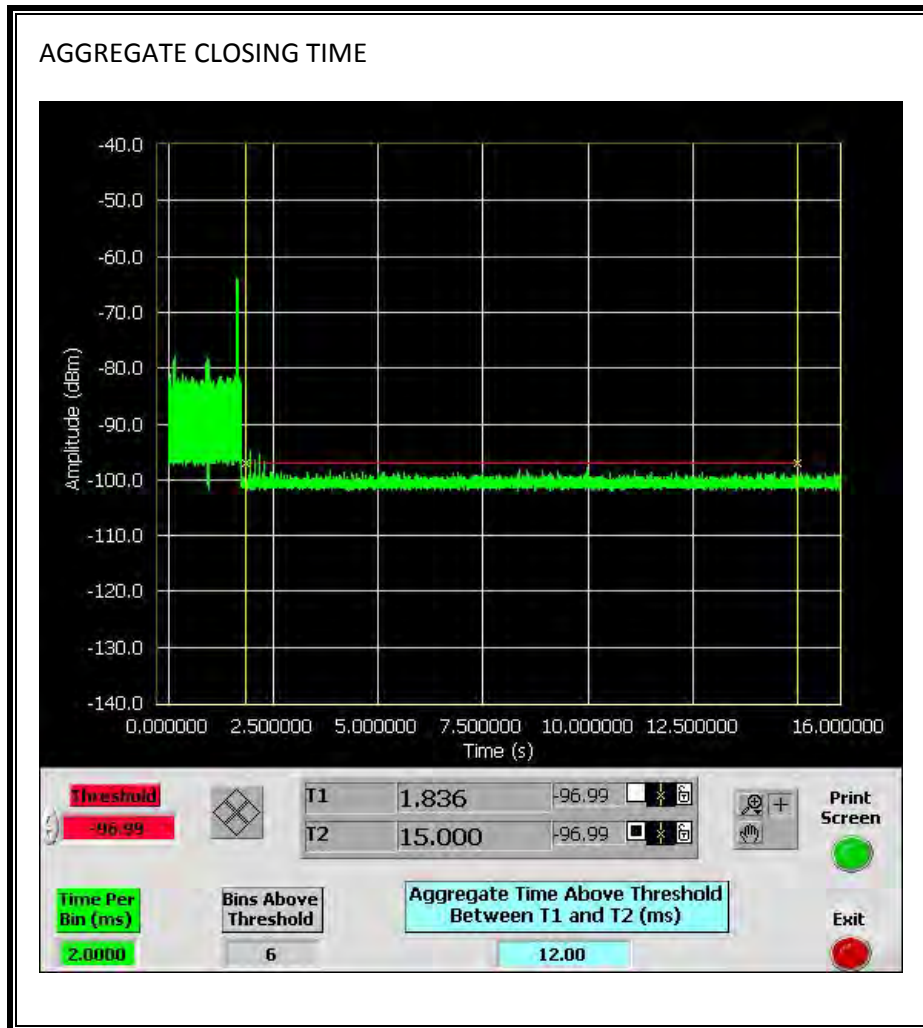 AGGREGATE CLOSING TIME
-40.0
-50.0
-60.0
-70.0
-80.0
-90.0
-100.0
-110.0
-120.0
-130.0
-140.0
Amplitude (dBm)
0.000000 2.500000 5.000000 7.500000 10.000000 12.500000 16.000000
Time (s)
Threshold
-96.99
T1 1.836 -96.99
T2 15.000 -96.99
Print Screen
Time Per Bin (ms)
2.0000
Bins Above Threshold
6
Aggregate Time Above Threshold
Between T1 and T2 (ms)
12.00
Exit